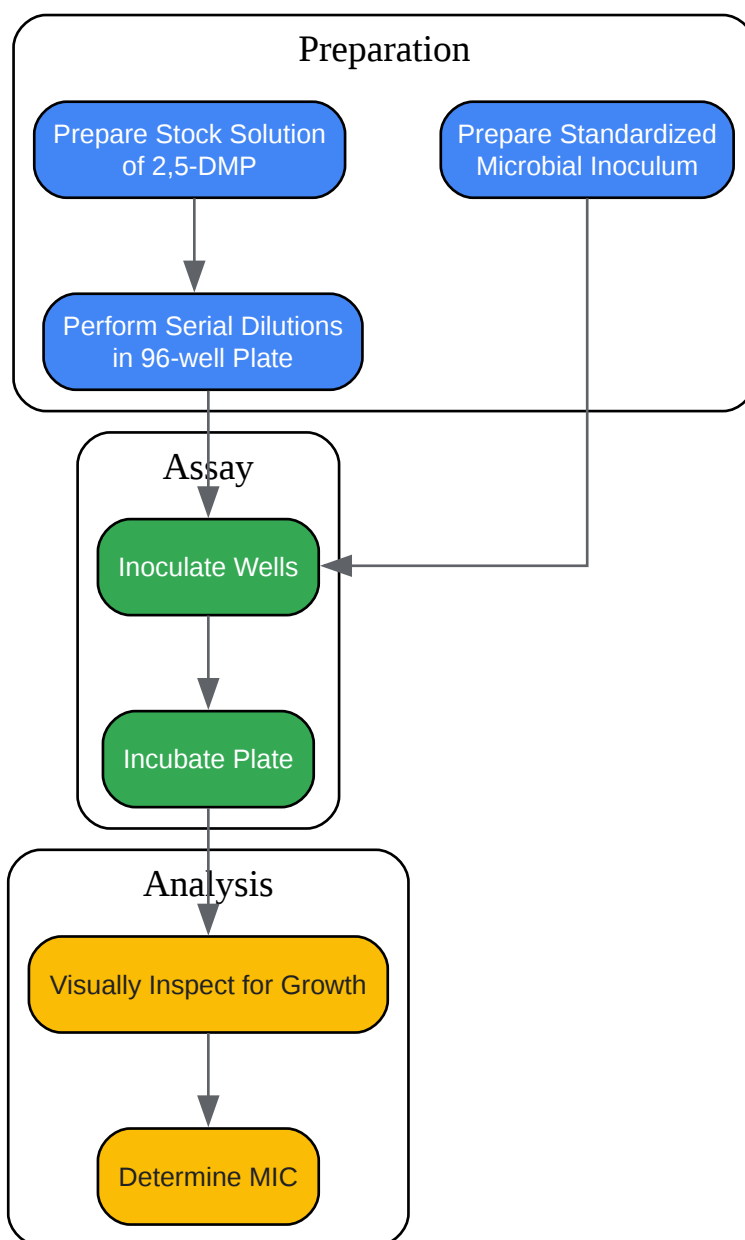 Preparation
Prepare Stock Solution
of 2,5-DMP
Prepare Standardized
Microbial Inoculum
Perform Serial Dilutions
in 96-well Plate
Assay
Inoculate Wells
Incubate Plate
Analysis
Visually Inspect for Growth
Determine MIC